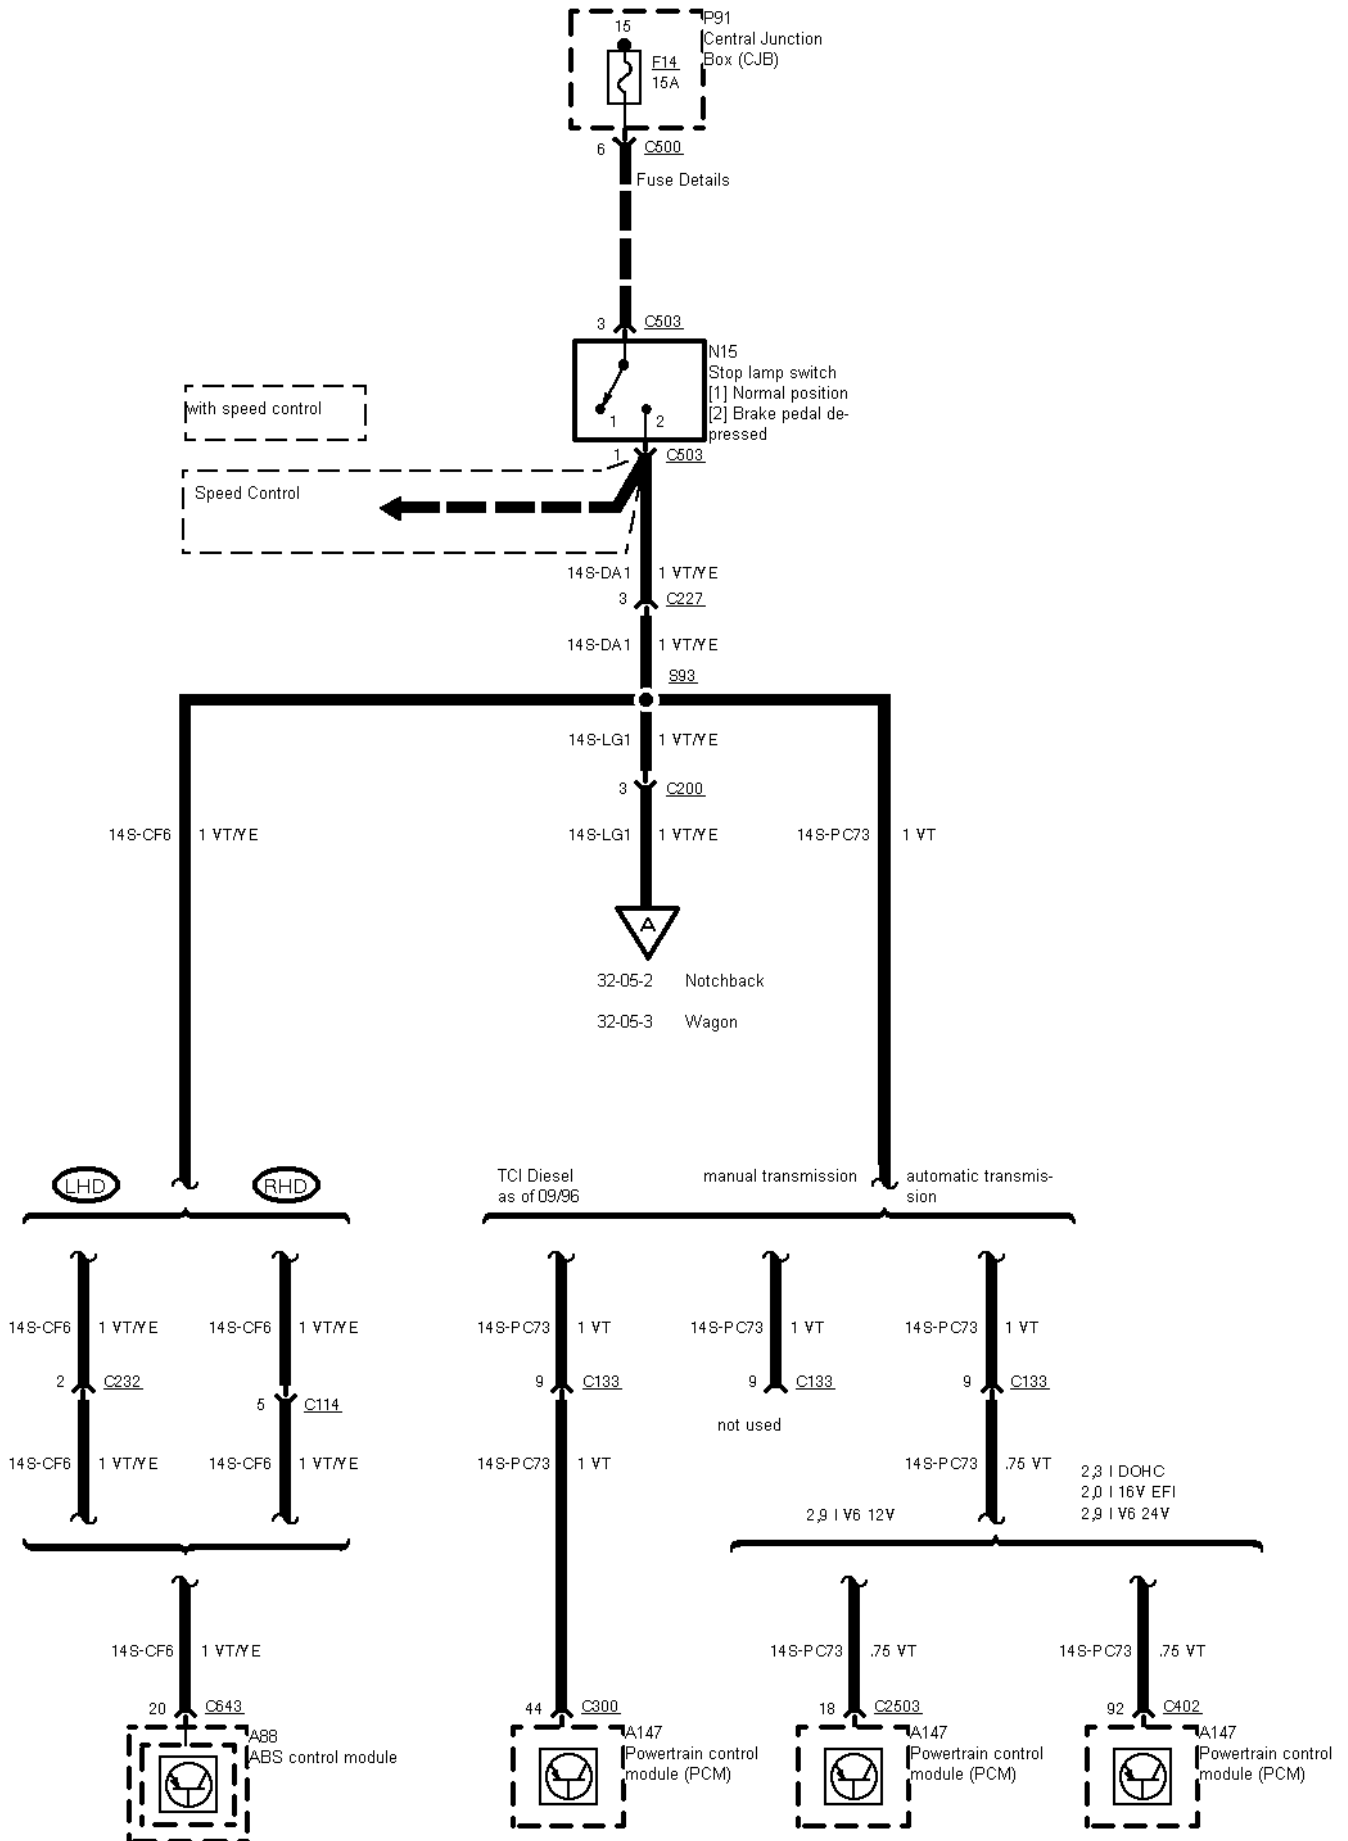 P91
15
Central Junction
Box (CJB)
F14
15A
6 C500
Fuse Details
3 C503
N15
Stop lamp switch
[1] Normal position
[2] Brake pedal de-
pressed
1 2
with speed control
1 C503
Speed Control
14S-DA1 1 VT/YE
3 C227
14S-DA1 1 VT/YE
S93
14S-LG1 1 VT/YE
3 C200
14S-CF6 1 VT/YE
14S-LG1 1 VT/YE
14S-PC73 1 VT
A
32-05-2 Notchback
32-05-3 Wagon
LHD
RHD
TCI Diesel
as of 09/96
manual transmission
automatic transmis-
sion
14S-CF6 1 VT/YE
14S-CF6 1 VT/YE
14S-PC73 1 VT
14S-PC73 1 VT
14S-PC73 1 VT
2 C232
5 C114
9 C133
9 C133
9 C133
not used
14S-CF6 1 VT/YE
14S-CF6 1 VT/YE
14S-PC73 1 VT
14S-PC73 .75 VT
2,9 l V6 12V
2,3 l DOHC
2,0 l 16V EFI
2,9 l V6 24V
14S-CF6 1 VT/YE
14S-PC73 .75 VT
14S-PC73 .75 VT
20 C643
44 C300
18 C2503
92 C402
A88
ABS control module
A147
Powertrain control
module (PCM)
A147
Powertrain control
module (PCM)
A147
Powertrain control
module (PCM)